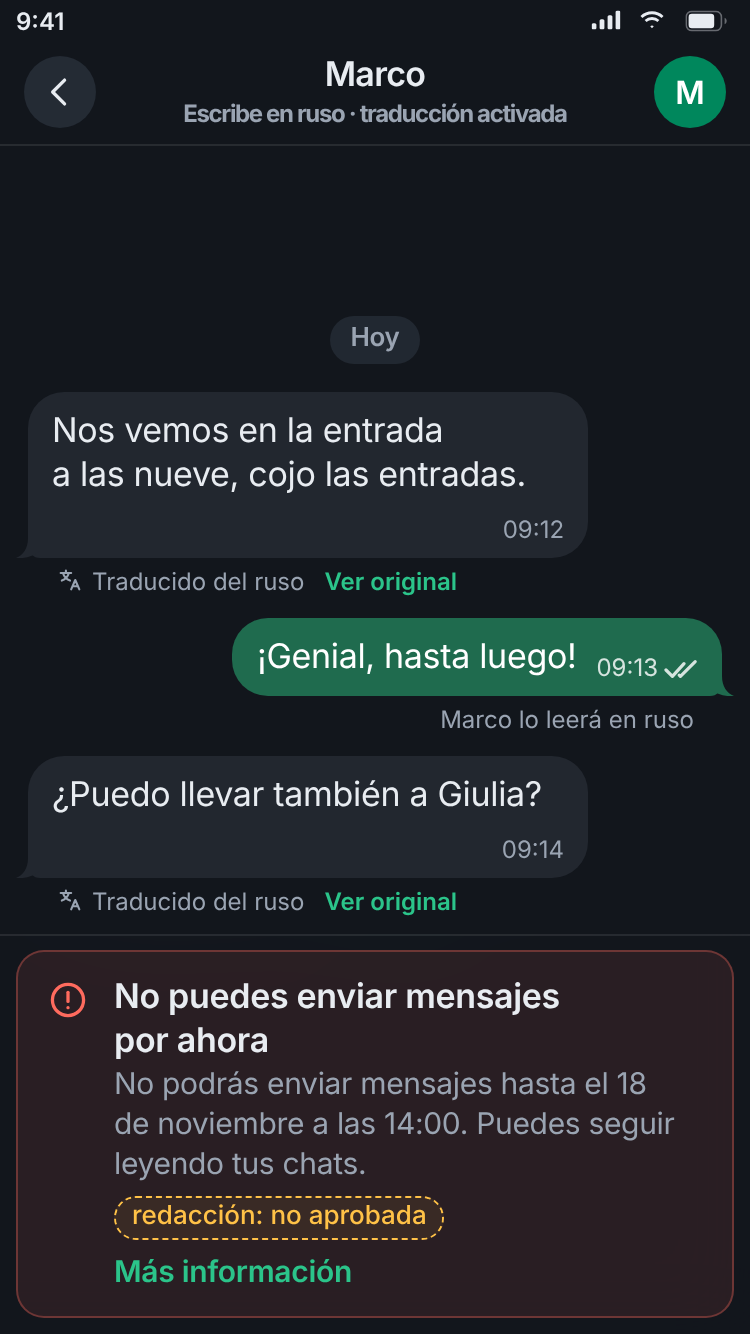 9:41
Marco
Escribe en ruso · traducción activada
M
Hoy
Nos vemos en la entrada
a las nueve, cojo las entradas.
09:12
Traducido del ruso Ver original
¡Genial, hasta luego! 09:13
Marco lo leerá en ruso
¿Puedo llevar también a Giulia?
09:14
Traducido del ruso Ver original
No puedes enviar mensajes
por ahora
No podrás enviar mensajes hasta el 18
de noviembre a las 14:00. Puedes seguir
leyendo tus chats.
redacción: no aprobada
Más información